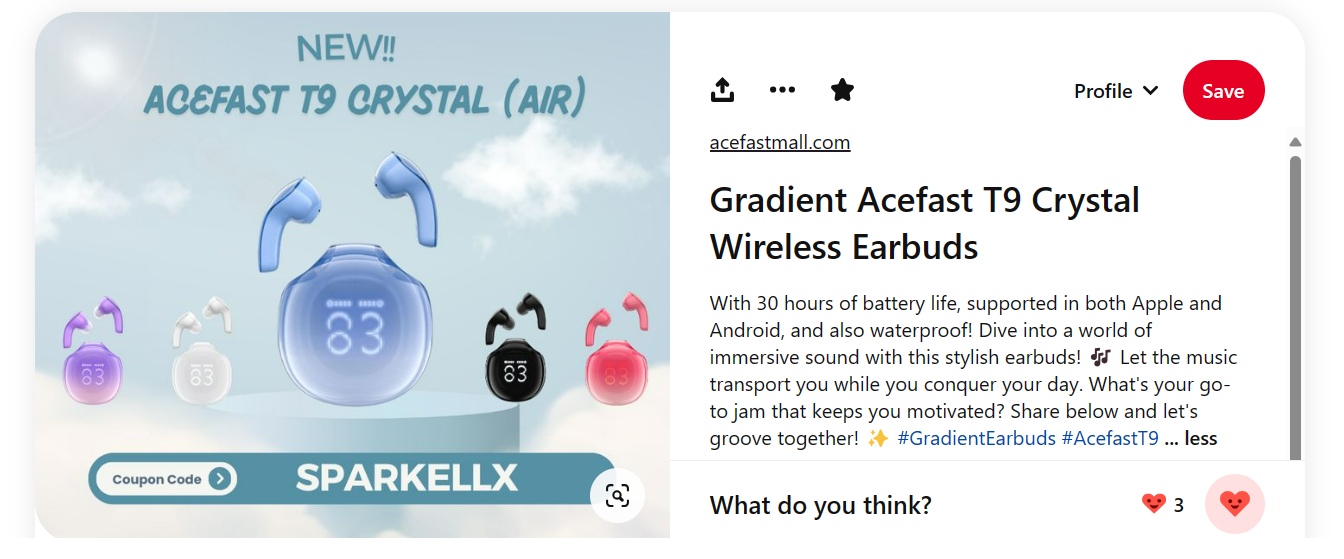 NEW!!
ACEFAST T9 CRYSTAL (AIR)
83
83
83
83
83
Coupon Code
SPARKELLX
Profile
Save
acefastmall.com
Gradient Acefast T9 Crystal
Wireless Earbuds
With 30 hours of battery life, supported in both Apple and
Android, and also waterproof! Dive into a world of
immersive sound with this stylish earbuds! 🎶 Let the music
transport you while you conquer your day. What's your go-
to jam that keeps you motivated? Share below and let's
groove together! ✨ #GradientEarbuds #AcefastT9 ... less
What do you think?
3